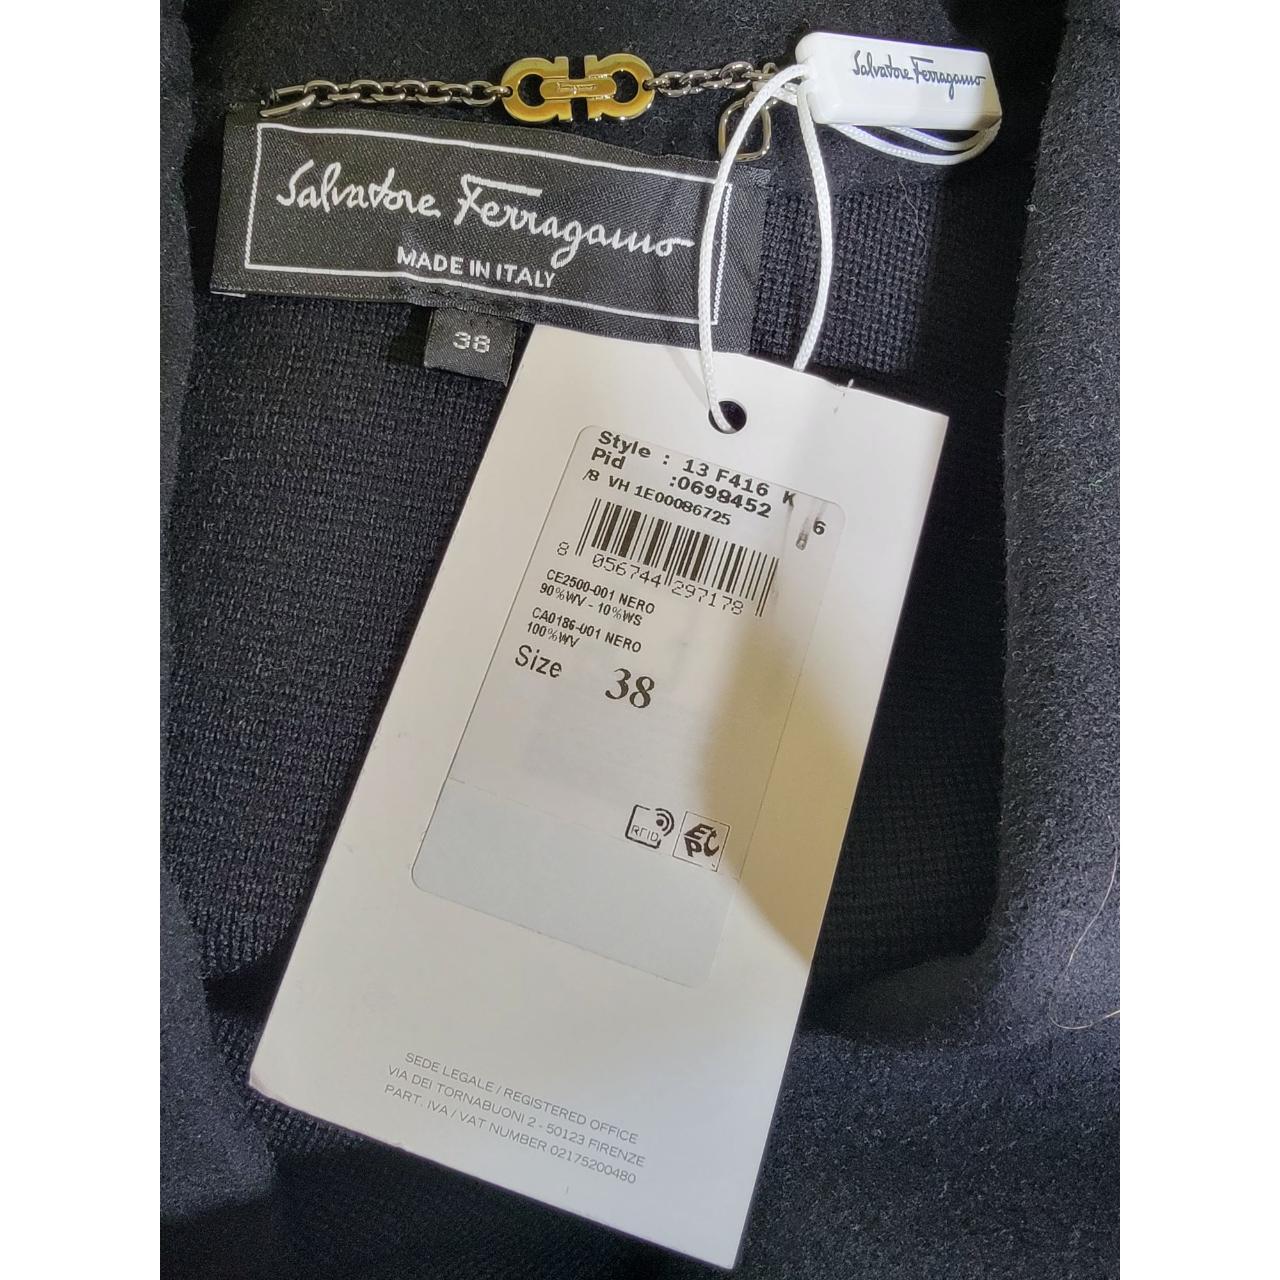 Salvatore Ferragamo
Salvatore Ferragamo
MADE IN ITALY
38
Style : 13 F416 K 6
Pid :0698452
/8 VH 1E00086725
8 056744 297178
CE2500-001 NERO
90%WV - 10%WS
CA0186-001 NERO
100%WV
Size 38
RFID
EPC
SEDE LEGALE / REGISTERED OFFICE
VIA DEI TORNABUONI 2 - 50123 FIRENZE
PART. IVA / VAT NUMBER 02175200480